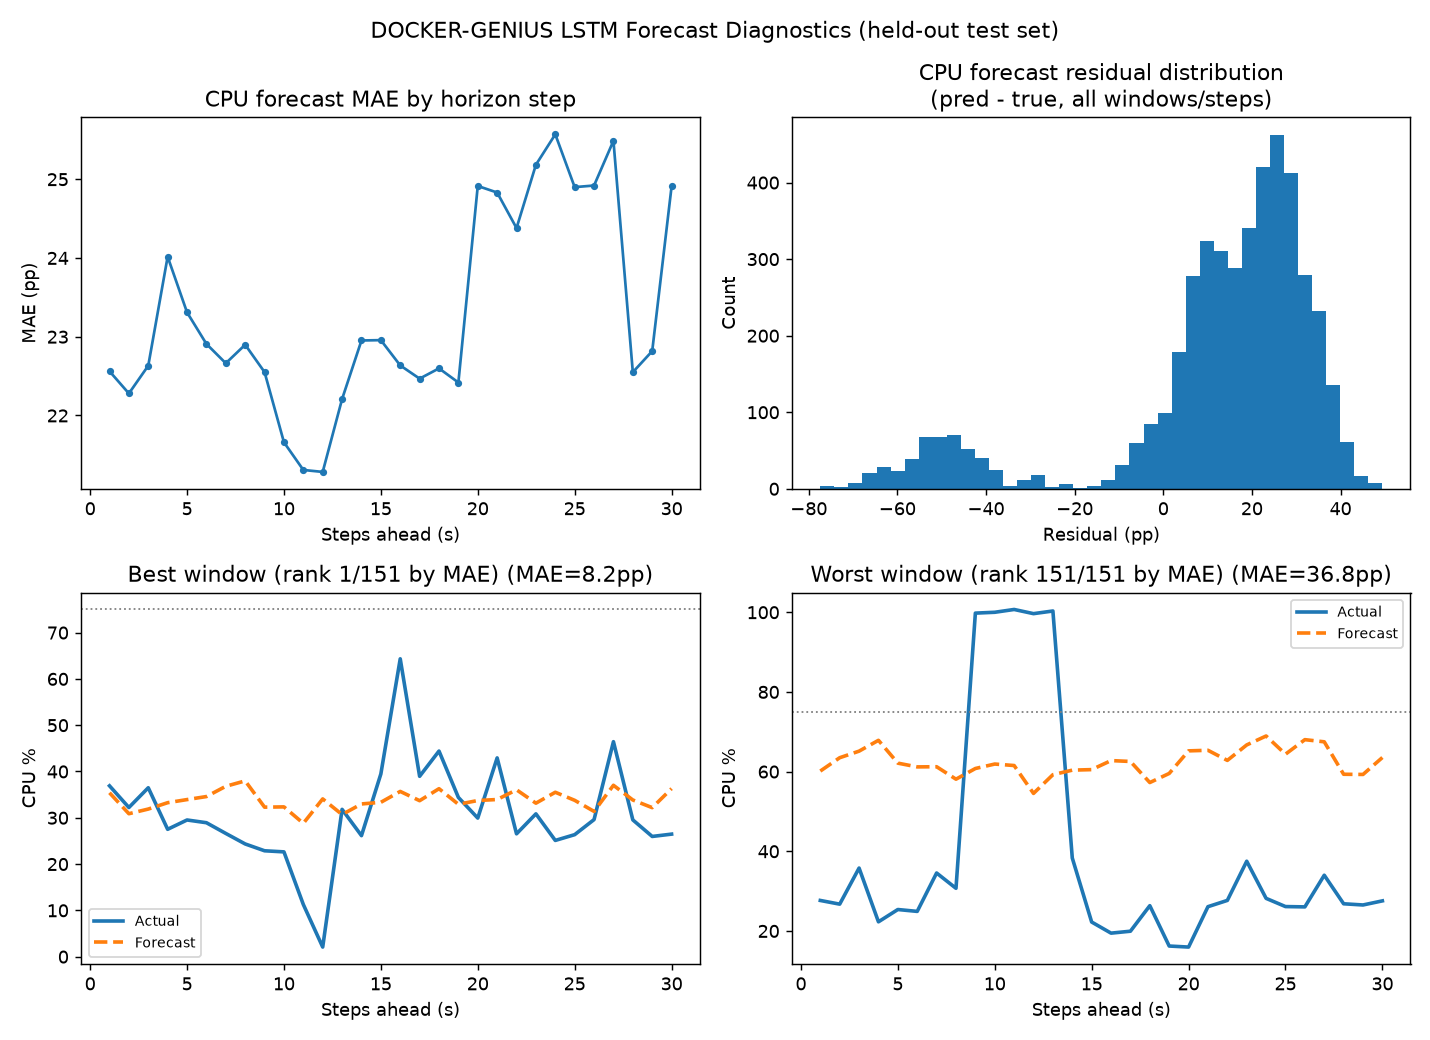 DOCKER-GENIUS LSTM Forecast Diagnostics (held-out test set)
CPU forecast MAE by horizon step
MAE (pp)
25
24
23
22
0 5 10 15 20 25 30
Steps ahead (s)
CPU forecast residual distribution
(pred - true, all windows/steps)
Count
400
300
200
100
0
−80 −60 −40 −20 0 20 40
Residual (pp)
Best window (rank 1/151 by MAE) (MAE=8.2pp)
CPU %
70
60
50
40
30
20
10
0
Actual
Forecast
0 5 10 15 20 25 30
Steps ahead (s)
Worst window (rank 151/151 by MAE) (MAE=36.8pp)
CPU %
100
80
60
40
20
Actual
Forecast
0 5 10 15 20 25 30
Steps ahead (s)